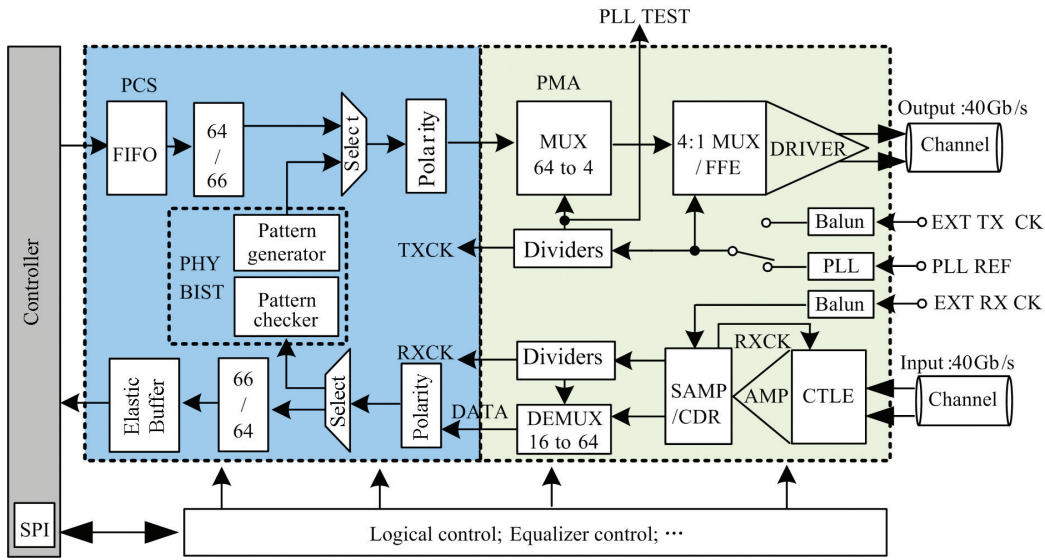 PLL TEST
PCS
PMA
Output :40Gb/s
FIFO
64
/
66
Select
Polarity
MUX
64 to 4
4:1 MUX
/FFE
DRIVER
Channel
Pattern
generator
PHY
BIST
Pattern
checker
TXCK
Dividers
Balun
EXT TX CK
PLL
PLL REF
Balun
EXT RX CK
Controller
RXCK
Dividers
RXCK
Input :40Gb/s
Elastic
Buffer
66
/
64
Select
Polarity
DATA
DEMUX
16 to 64
SAMP
/CDR
AMP
CTLE
Channel
SPI
Logical control; Equalizer control; ···